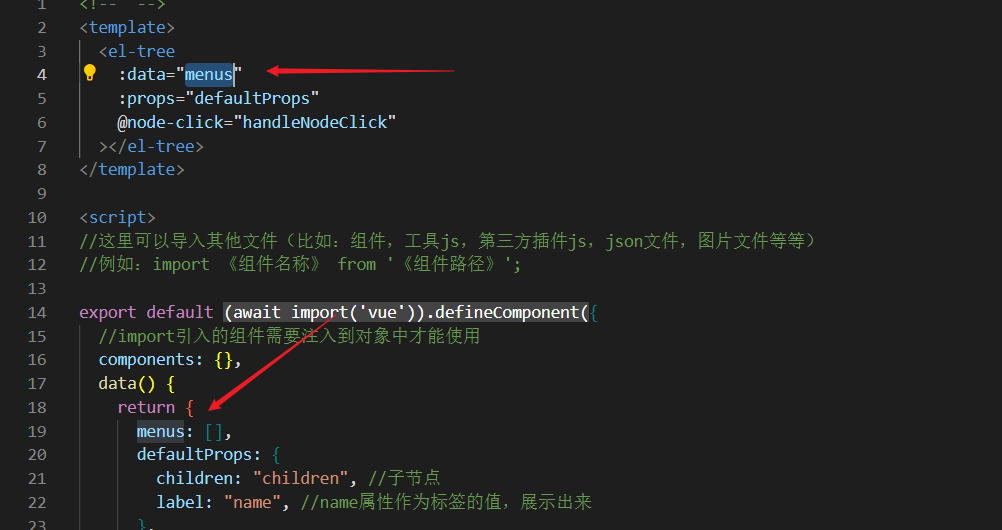 1 <!-- -->
2 <template>
3 <el-tree
4 :data="menus"
5 :props="defaultProps"
6 @node-click="handleNodeClick"
7 ></el-tree>
8 </template>
9
10 <script>
11 //这里可以导入其他文件（比如：组件，工具js，第三方插件js，json文件，图片文件等等）
12 //例如：import 《组件名称》 from '《组件路径》';
13
14 export default (await import('vue')).defineComponent({
15 //import引入的组件需要注入到对象中才能使用
16 components: {},
17 data() {
18 return {
19 menus: [],
20 defaultProps: {
21 children: "children", //子节点
22 label: "name", //name属性作为标签的值，展示出来
23 },